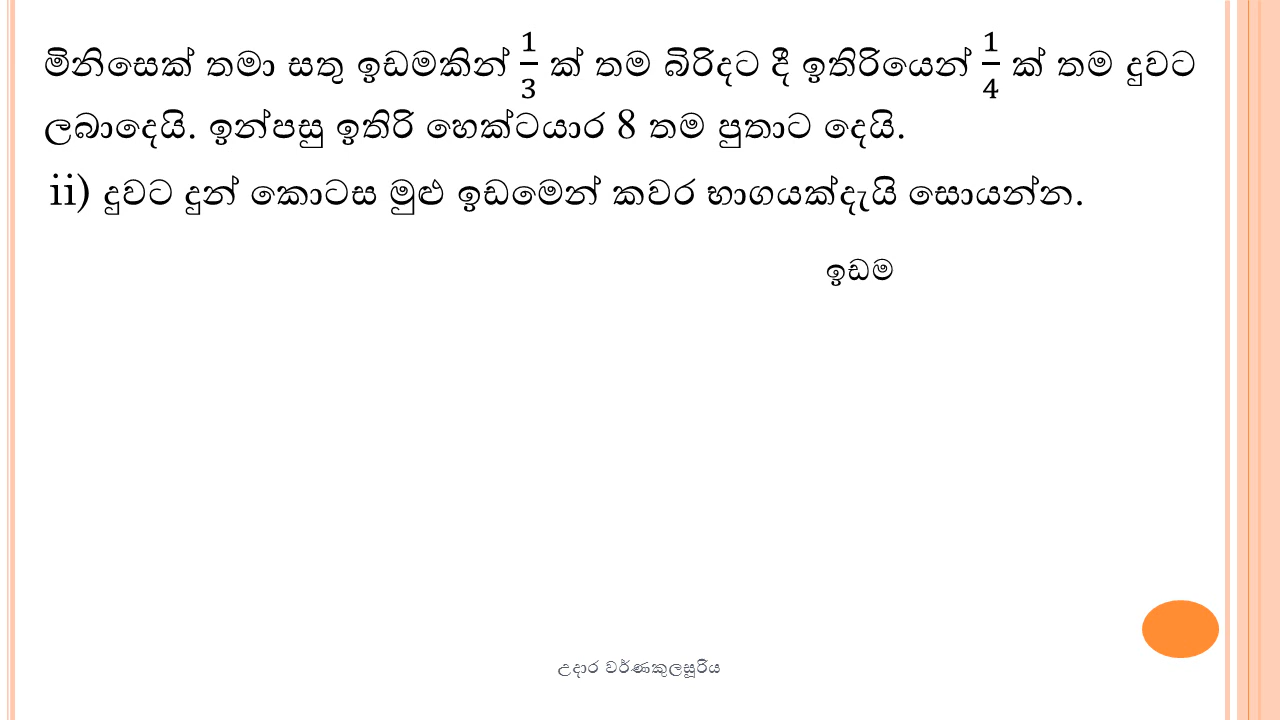 මිනිසෙක් තමා සතු ඉඩමකින් 1/3 ක් තම බිරිදට දී ඉතිරියෙන් 1/4 ක් තම දුවට
ලබාදෙයි. ඉන්පසු ඉතිරි හෙක්ටයාර 8 තම පුතාට දෙයි.
ii) දුවට දුන් කොටස මුළු ඉඩමෙන් කවර භාගයක්දැයි සොයන්න.
ඉඩම
උදාර වර්ණකුලසූරිය